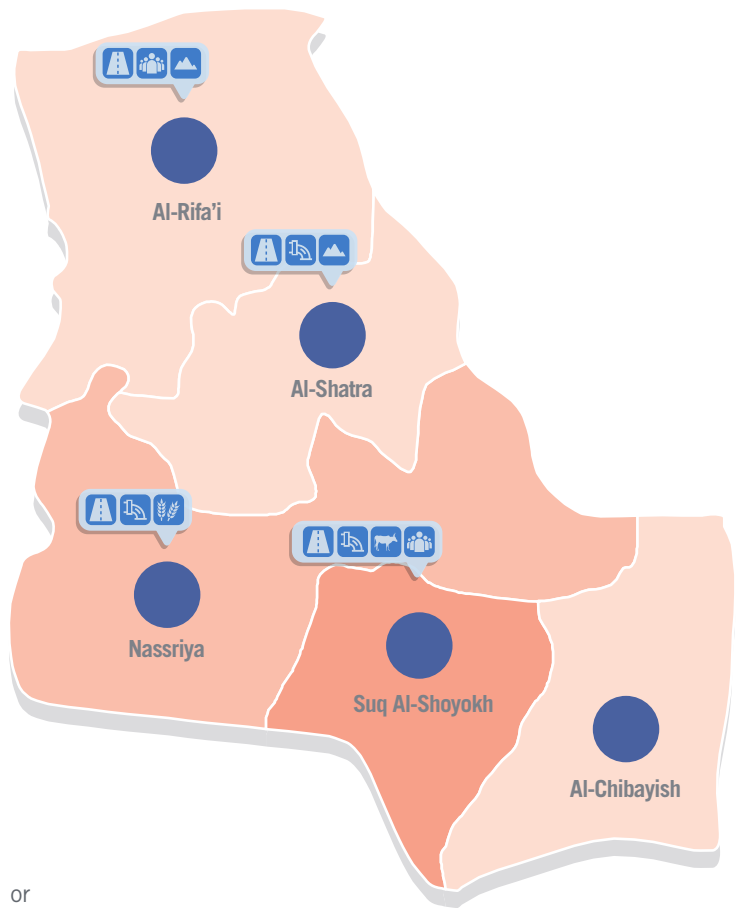 Al-Rifa'i
Al-Shatra
Nassriya
Suq Al-Shoyokh
Al-Chibayish
or